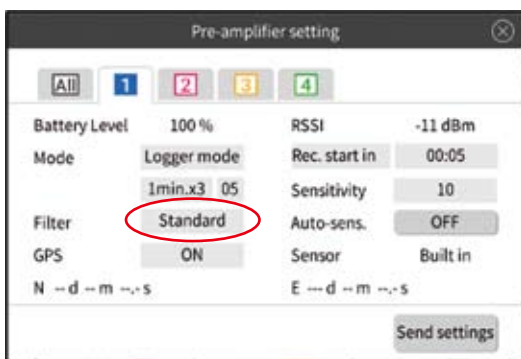 Pre-amplifier setting
All 1 2 3 4
Battery Level 100 % RSSI -11 dBm
Mode Logger mode Rec. start in 00:05
1min.x3 05 Sensitivity 10
Filter Standard Auto-sens. OFF
GPS ON Sensor Built in
N -- d -- m --.- s E --- d -- m --.- s
Send settings